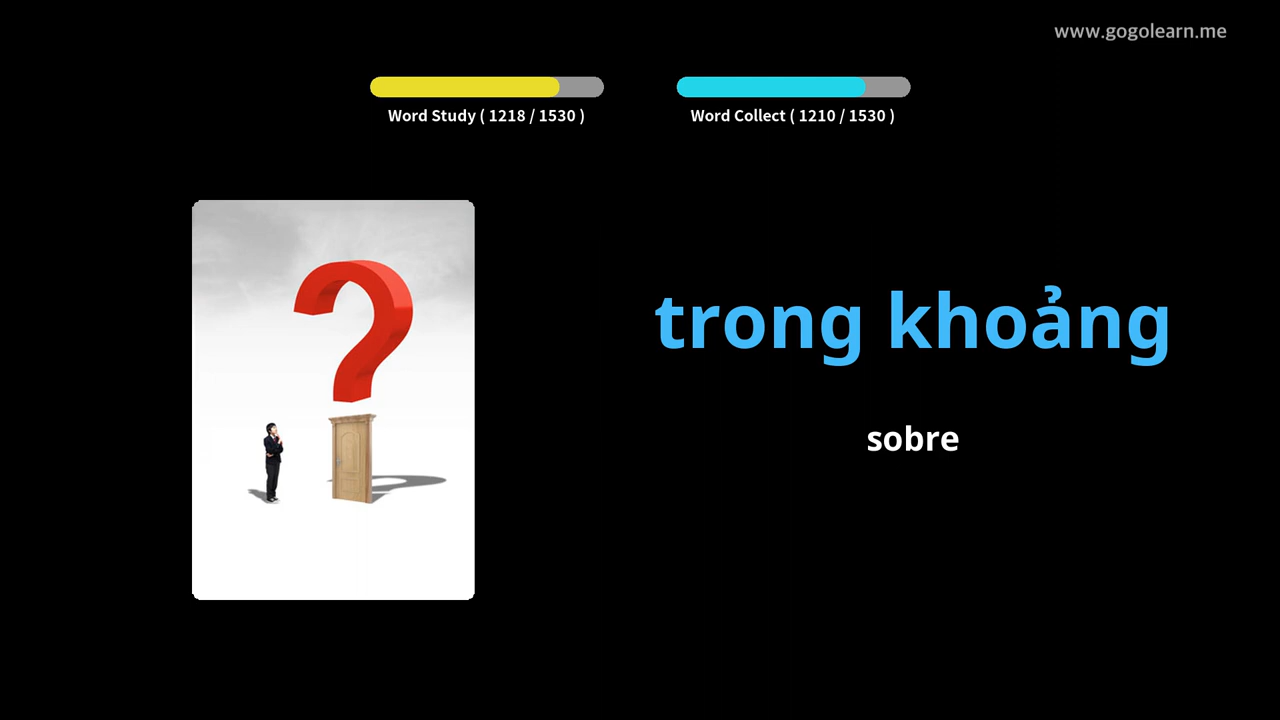 www.gogolearn.me
Word Study ( 1218 / 1530 )
Word Collect ( 1210 / 1530 )
trong khoảng
sobre